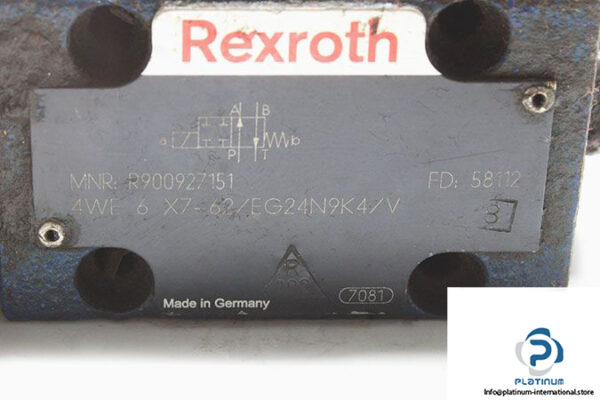 Rexroth
A B
a b
P T
MNR: R900927151 FD: 58112
4WE 6 X7-62/EG24N9K4/V
3
R
7081
Made in Germany
P
PLATINUM
Info@platinum-international.store